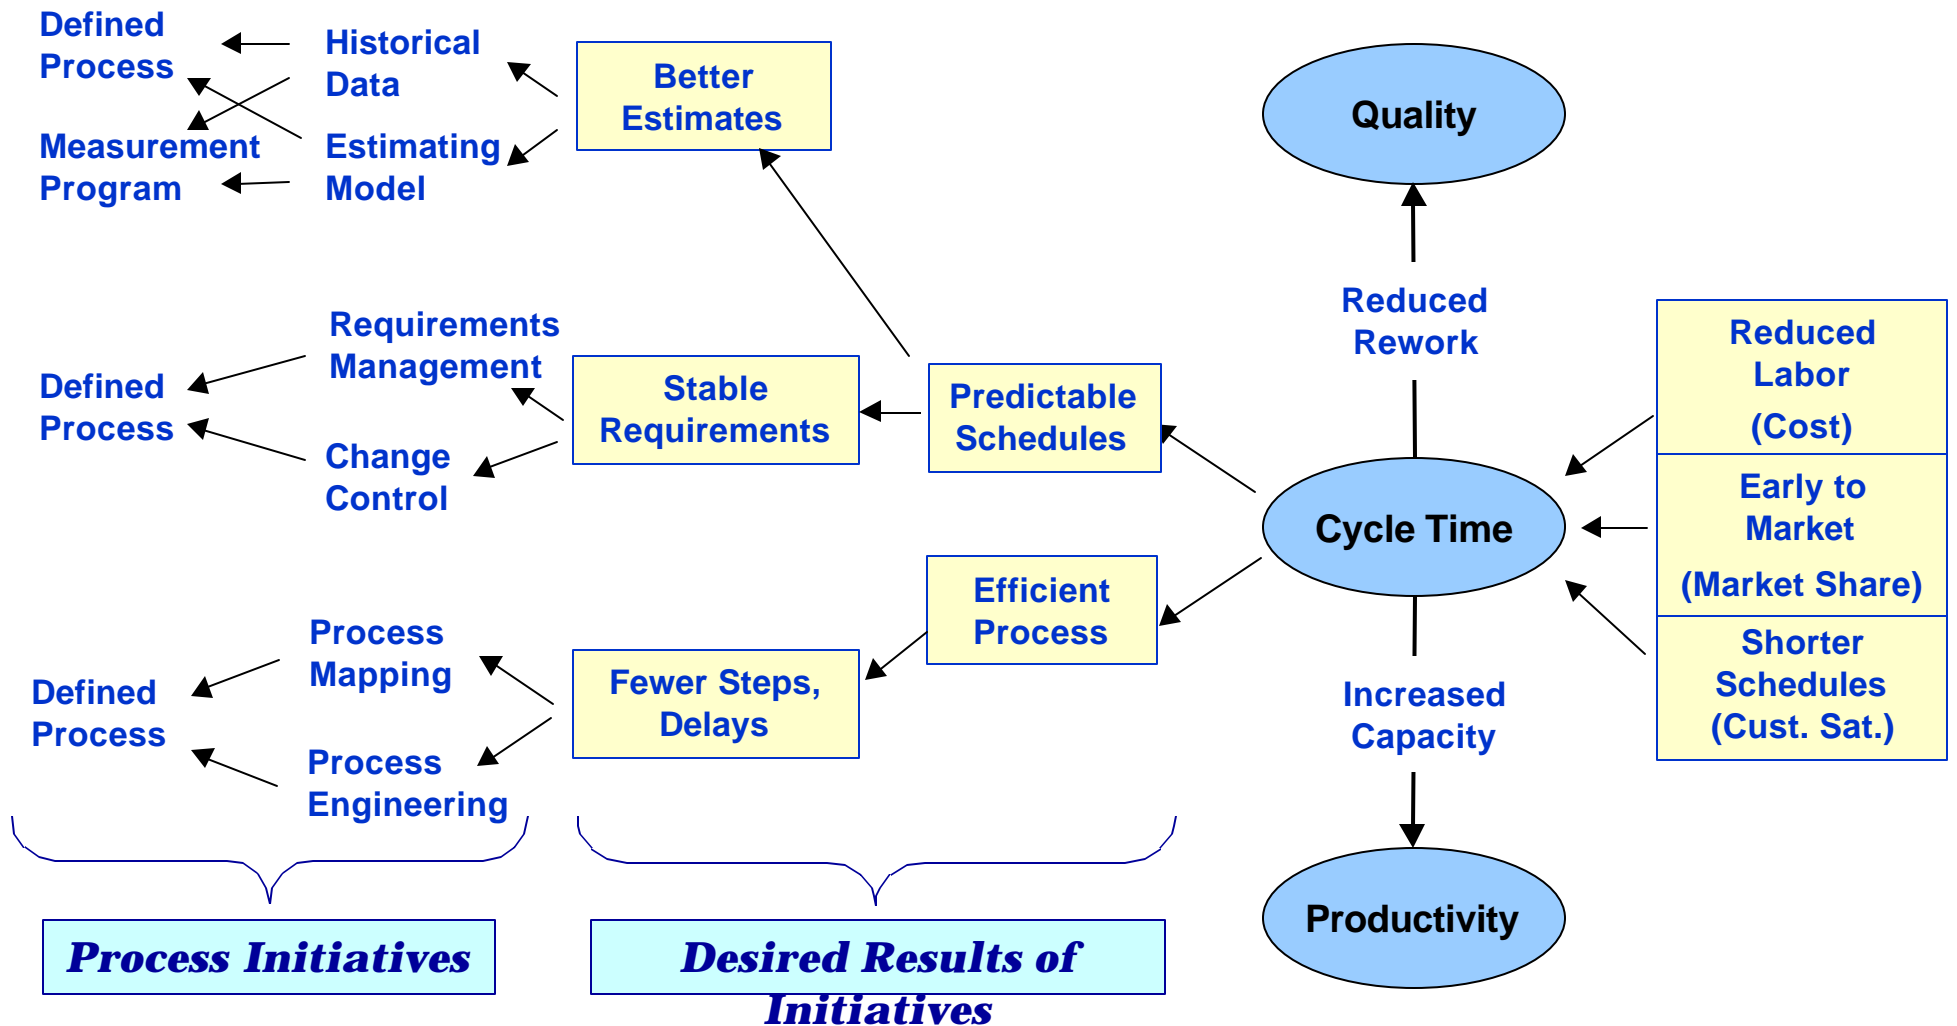 Defined
Process
Historical
Data
Measurement
Program
Estimating
Model
Better
Estimates
Quality
Reduced
Rework
Requirements
Management
Defined
Process
Change
Control
Stable
Requirements
Predictable
Schedules
Cycle Time
Reduced
Labor
(Cost)
Early to
Market
(Market Share)
Shorter
Schedules
(Cust. Sat.)
Efficient
Process
Process
Mapping
Defined
Process
Process
Engineering
Fewer Steps,
Delays
Increased
Capacity
Productivity
Process Initiatives
Desired Results of
Initiatives